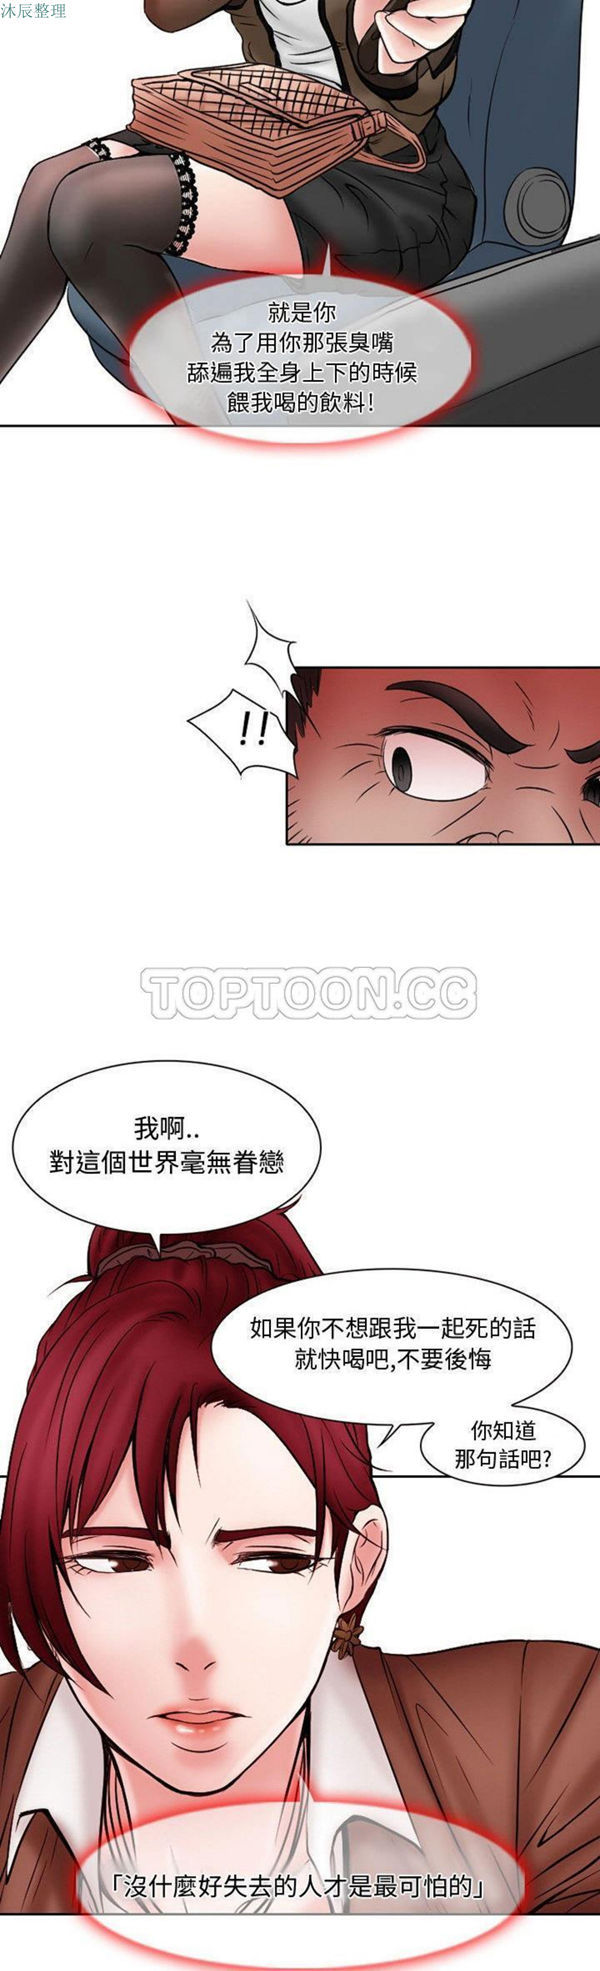 沐辰整理
就是你
為了用你那張臭嘴
舔遍我全身上下的時候
餵我喝的飲料!
!!
TOPTOON.CC
我啊..
對這個世界毫無眷戀
如果你不想跟我一起死的話
就快喝吧,不要後悔
你知道
那句話吧?
「沒什麼好失去的人才是最可怕的」